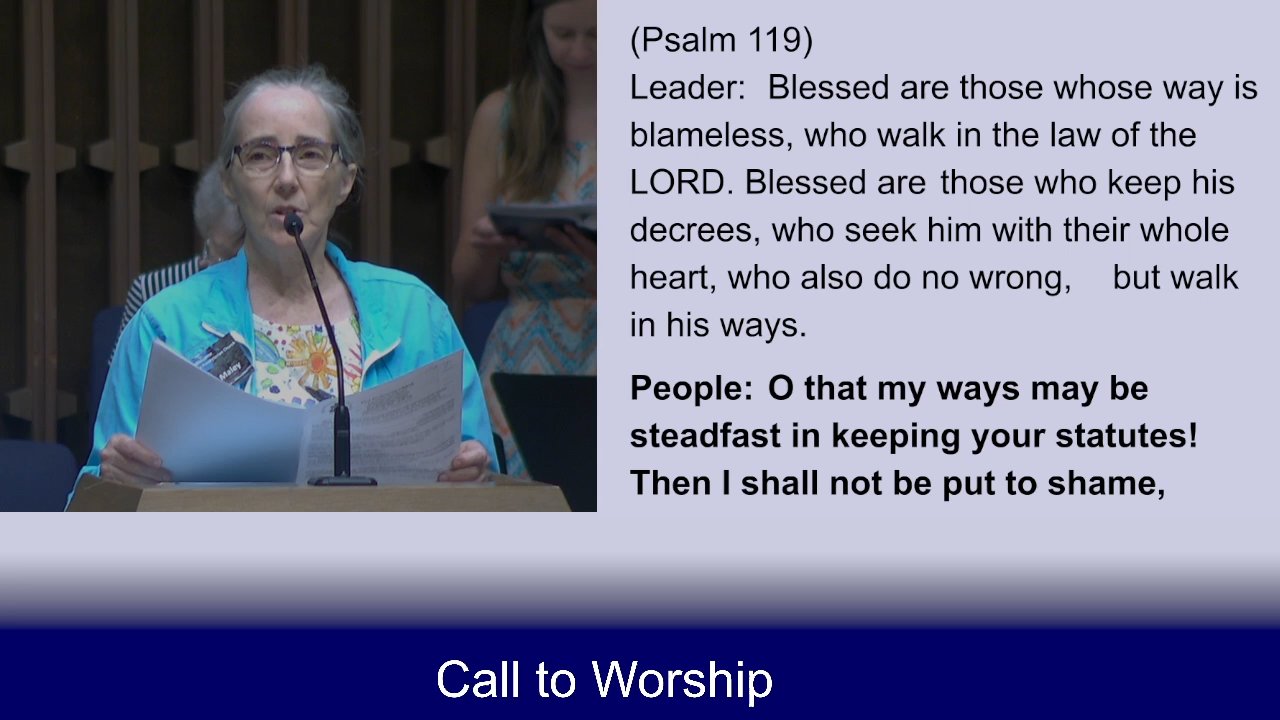 (Psalm 119)
Leader: Blessed are those whose way is
blameless, who walk in the law of the
LORD. Blessed are those who keep his
decrees, who seek him with their whole
heart, who also do no wrong, but walk
in his ways.
People: O that my ways may be
steadfast in keeping your statutes!
Then I shall not be put to shame,
Maley
Call to Worship